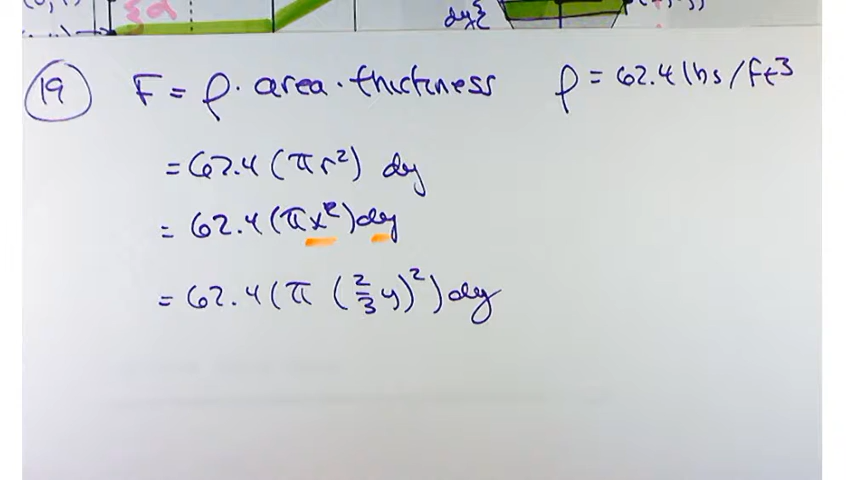 dy{
19 F = ρ · area · thickness ρ = 62.4 lbs/ft³
= 62.4 (πr²) dy
= 62.4 (πx²) dy
= 62.4 (π (2/3 y)²) dy